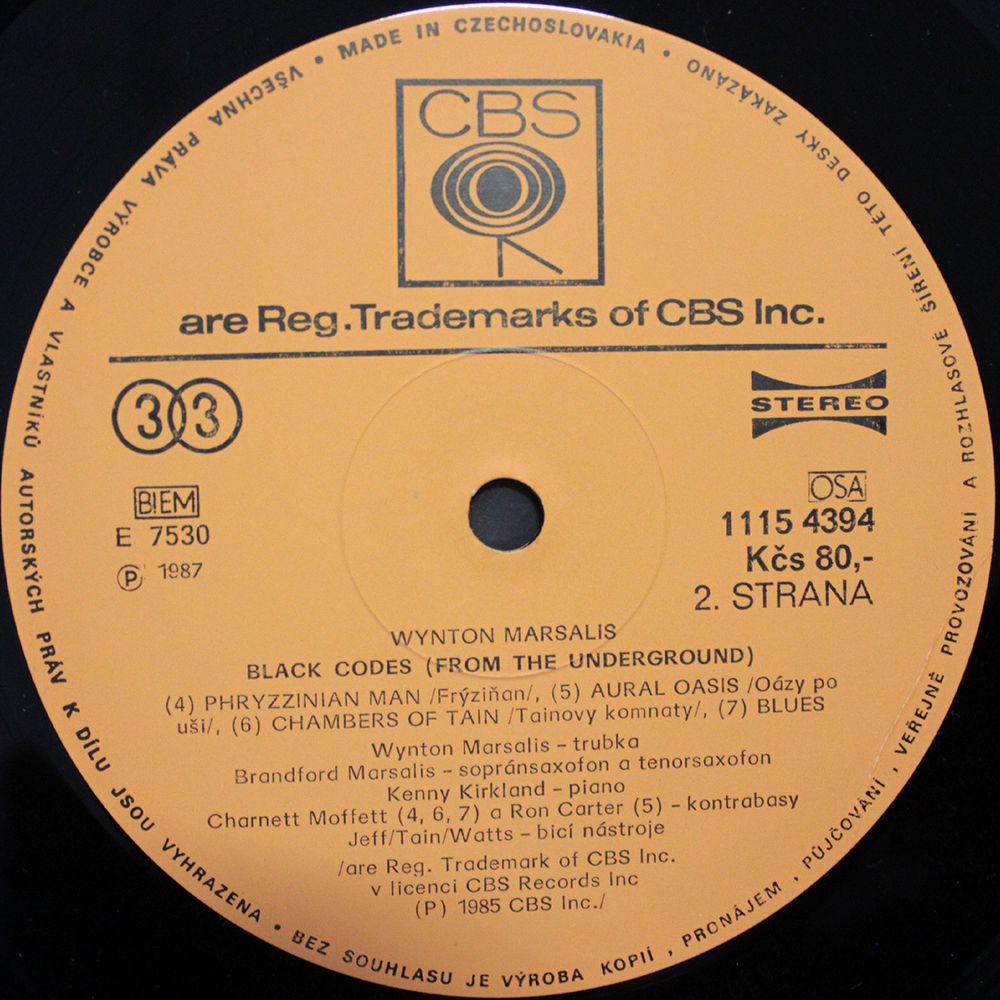 • MADE IN CZECHOSLOVAKIA •
ONAZÁKAZ YKSED OTÉT ÍNEŘÍŠ
VŠECHNA PRÁVA VÝROBCE A VLASTNÍKŮ AUTORSKÝCH PRÁV K DÍLU JSOU VYHRAZENA • BEZ SOUHLASU JE VÝROBA KOPIÍ, PRONÁJEM, PŮJČOVÁNÍ, VEŘEJNÉ PROVOZOVÁNÍ A ROZHLASOVÉ ŠÍŘENÍ TÉTO DESKY ZAKÁZÁNO
CBS
are Reg.Trademarks of CBS Inc.
33
STEREO
BIEM
E 7530
Ⓟ 1987
OSA
1115 4394
Kčs 80,-
2. STRANA
WYNTON MARSALIS
BLACK CODES (FROM THE UNDERGROUND)
(4) PHRYZZINIAN MAN /Frýziňan/, (5) AURAL OASIS /Oázy po
uši/, (6) CHAMBERS OF TAIN /Tainovy komnaty/, (7) BLUES
Wynton Marsalis – trubka
Brandford Marsalis – sopránsaxofon a tenorsaxofon
Kenny Kirkland – piano
Charnett Moffett (4, 6, 7) a Ron Carter (5) – kontrabasy
Jeff/Tain/Watts – bicí nástroje
/are Reg. Trademark of CBS Inc.
v licenci CBS Records Inc
(P) 1985 CBS Inc./